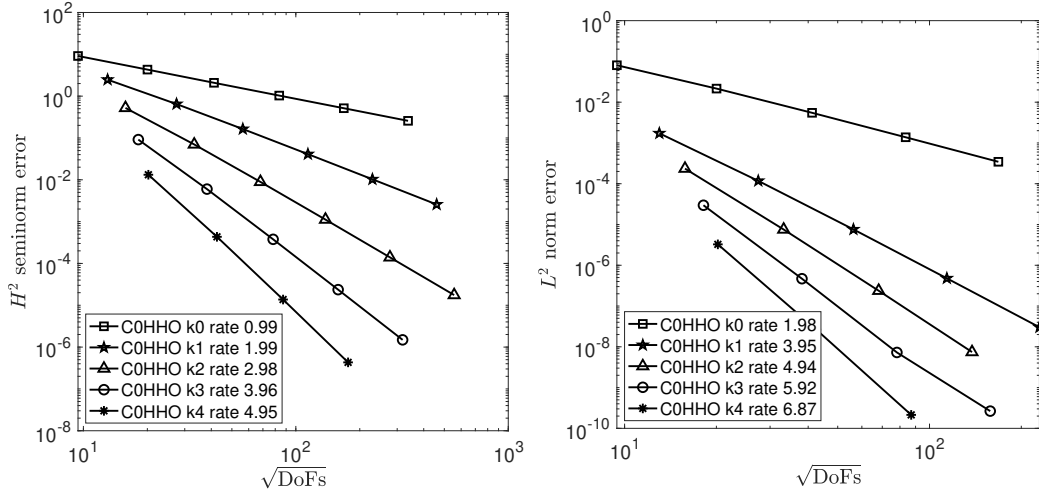 10^2
10^0
10^-2
10^-4
10^-6
10^-8
H^2 seminorm error
C0HHO k0 rate 0.99
C0HHO k1 rate 1.99
C0HHO k2 rate 2.98
C0HHO k3 rate 3.96
C0HHO k4 rate 4.95
10^1
10^2
10^3
√DoFs
10^0
10^-2
10^-4
10^-6
10^-8
10^-10
L^2 norm error
C0HHO k0 rate 1.98
C0HHO k1 rate 3.95
C0HHO k2 rate 4.94
C0HHO k3 rate 5.92
C0HHO k4 rate 6.87
10^1
10^2
√DoFs